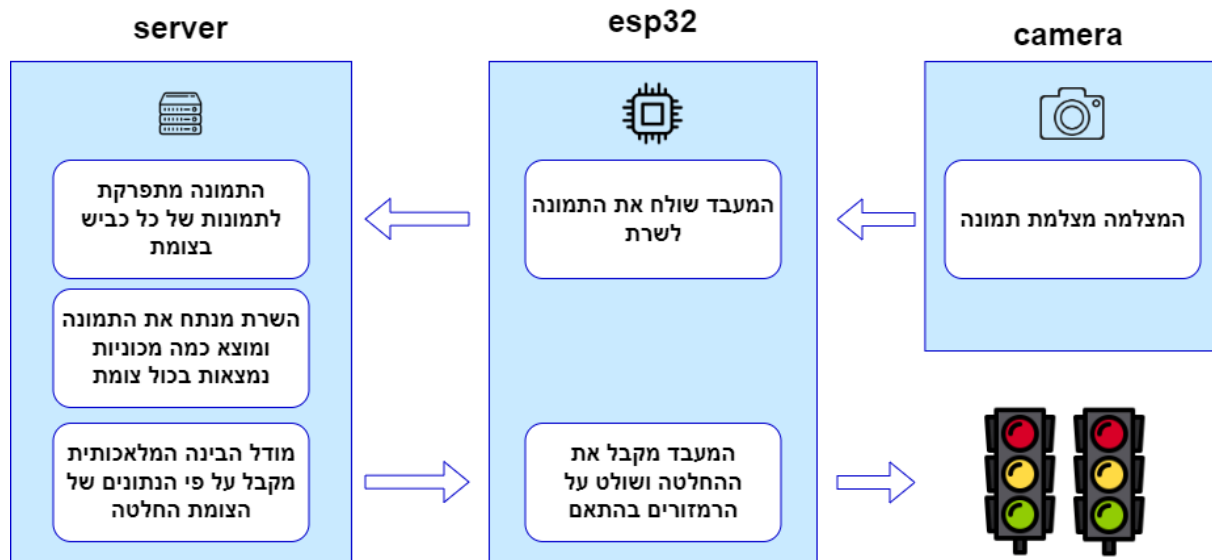 server
esp32
camera
התמונה מתפרקת
לתמונות של כל כביש
בצומת
המעבד שולח את התמונה
לשרת
המצלמה מצלמת תמונה
השרת מנתח את התמונה
ומוצא כמה מכוניות
נמצאות בכול צומת
מודל הבינה המלאכותית
מקבל על פי הנתונים של
הצומת החלטה
המעבד מקבל את
ההחלטה ושולט על
הרמזורים בהתאם